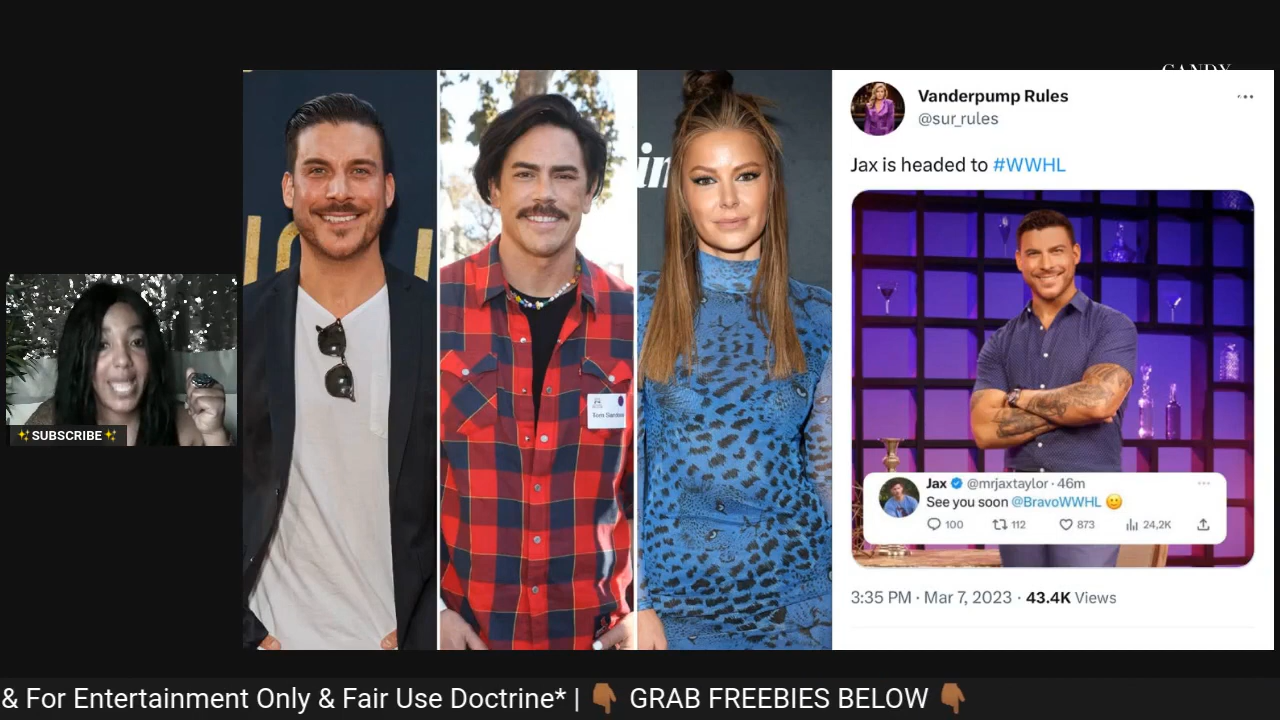 CANDY
Vanderpump Rules
@sur_rules
Jax is headed to #WWHL
Jax @mrjaxtaylor · 46m
See you soon @BravoWWHL 😊
100 112 873 24,2K
3:35 PM · Mar 7, 2023 · 43.4K Views
✨SUBSCRIBE✨
& For Entertainment Only & Fair Use Doctrine* | 👇🏾 GRAB FREEBIES BELOW 👇🏾